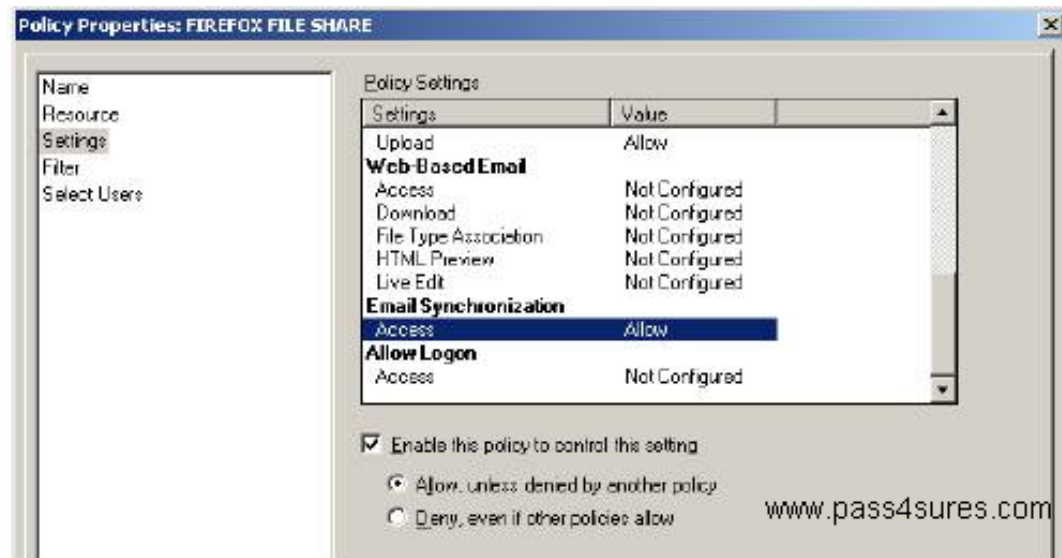 Policy Properties: FIREFOX FILE SHARE
Name
Resource
Settings
Filter
Select Users
Policy Settings
Settings Value
Upload Allow
Web-Based Email
Access Not Configured
Download Not Configured
File Type Association Not Configured
HTML Preview Not Configured
Live Edit Not Configured
Email Synchronization
Access Allow
Allow Logon
Access Not Configured
Enable this policy to control this setting
Allow, unless denied by another policy
Deny, even if other policies allow
www.pass4sures.com